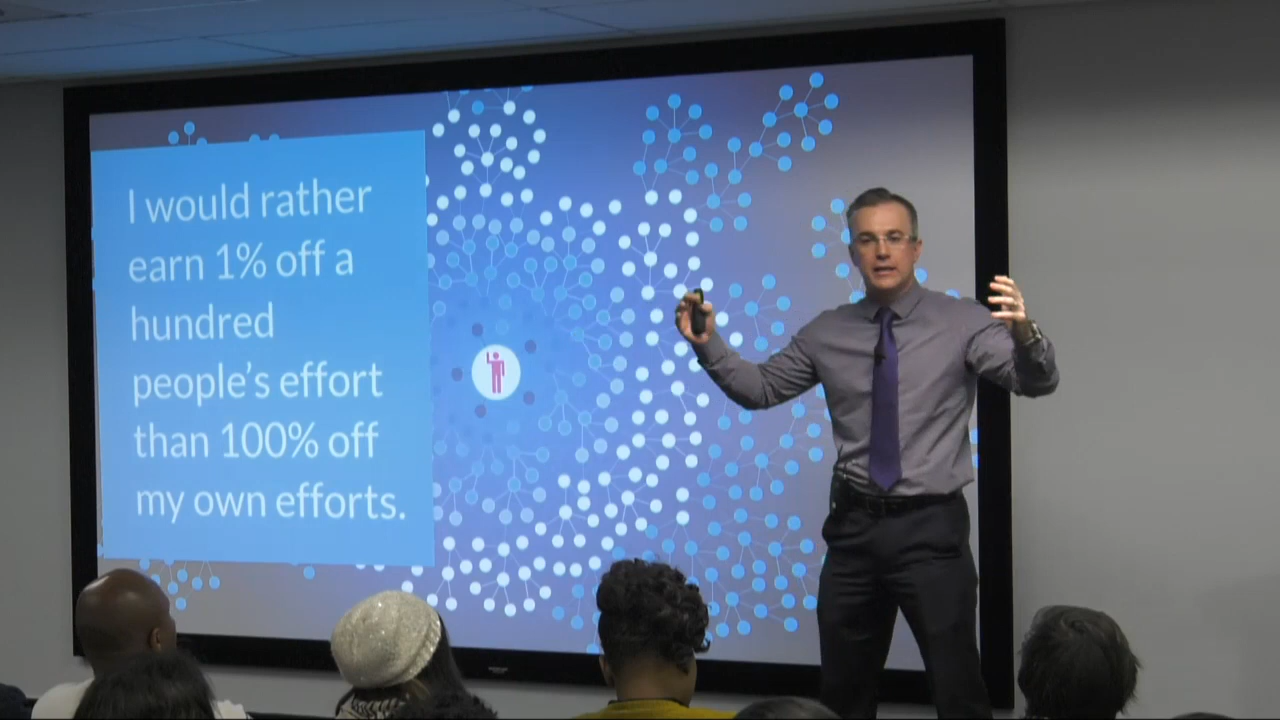 I would rather
earn 1% off a
hundred
people's effort
than 100% off
my own efforts.